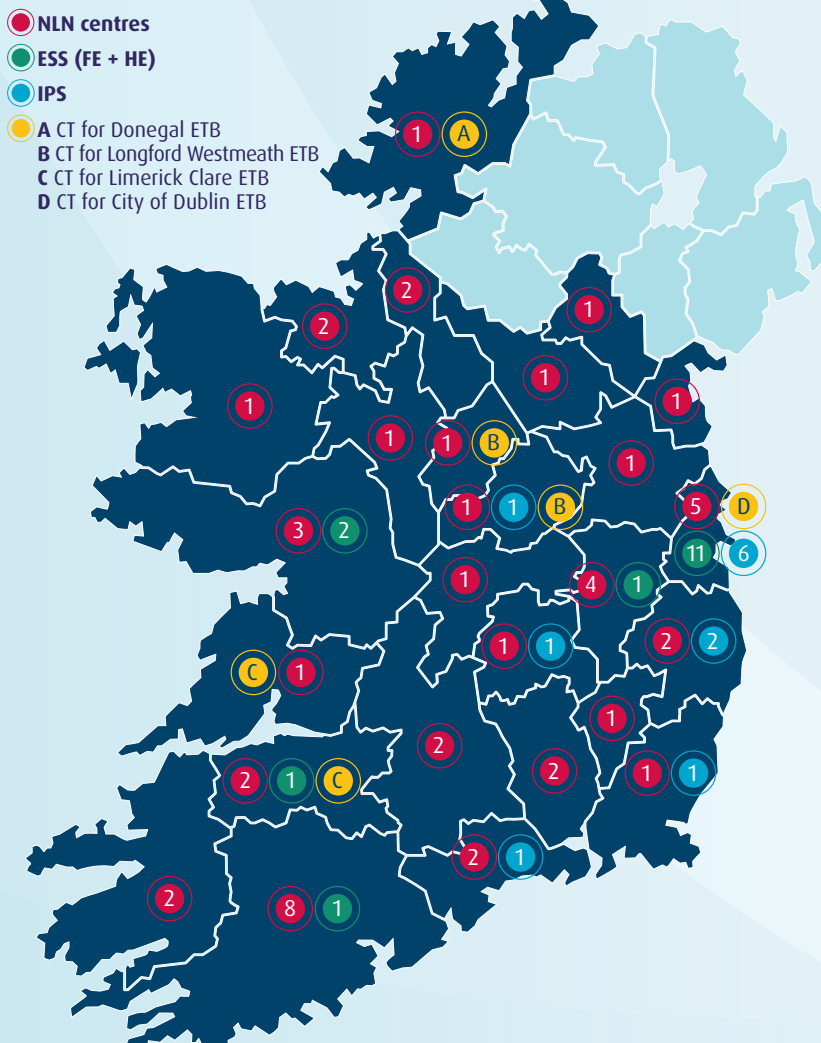 NLN centres
ESS (FE + HE)
IPS
A CT for Donegal ETB
B CT for Longford Westmeath ETB
C CT for Limerick Clare ETB
D CT for City of Dublin ETB
1 A
2
1
2
1
1
1
1
1 B
1
1
1 1 B
5 D
3 2
11 6
1
4 1
1 1
2 2
C 1
1
2
2
1 1
2 1 C
2 1
2
8 1